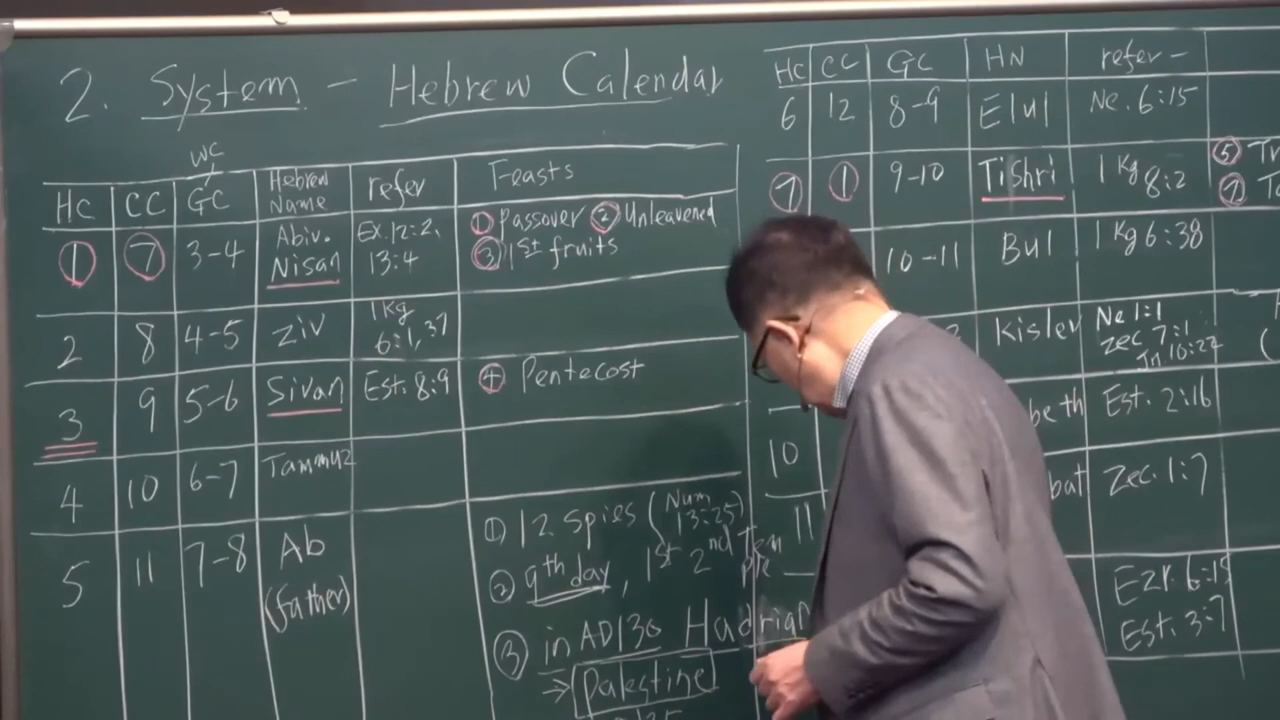 2. System - Hebrew Calendar
WC
HC CC GC Hebrew Name refer Feasts
1 7 3-4 Abiv. Nisan Ex.12:2, 13:4 ① Passover ② Unleavened
③ 1st fruits
2 8 4-5 Ziv 1Kg 6:1,37
3 9 5-6 Sivan Est. 8:9 ④ Pentecost
4 10 6-7 Tammuz
5 11 7-8 Ab (father)
① 12 Spies (Num 13:25)
② 9th day, 1st 2nd Temple
③ in AD130 Hadrian
⇒ Palestine
HC CC GC HN refer-
6 12 8-9 Elul Ne. 6:15
7 1 9-10 Tishri 1 Kg 8:2 ⑤
⑦
10-11 Bul 1 Kg 6:38
Kislev Ne 1:1
Zec 7:1
Jn 10:22
beth Est. 2:16
10
bat Zec. 1:7
11
Ezr. 6:15
Est. 3:7